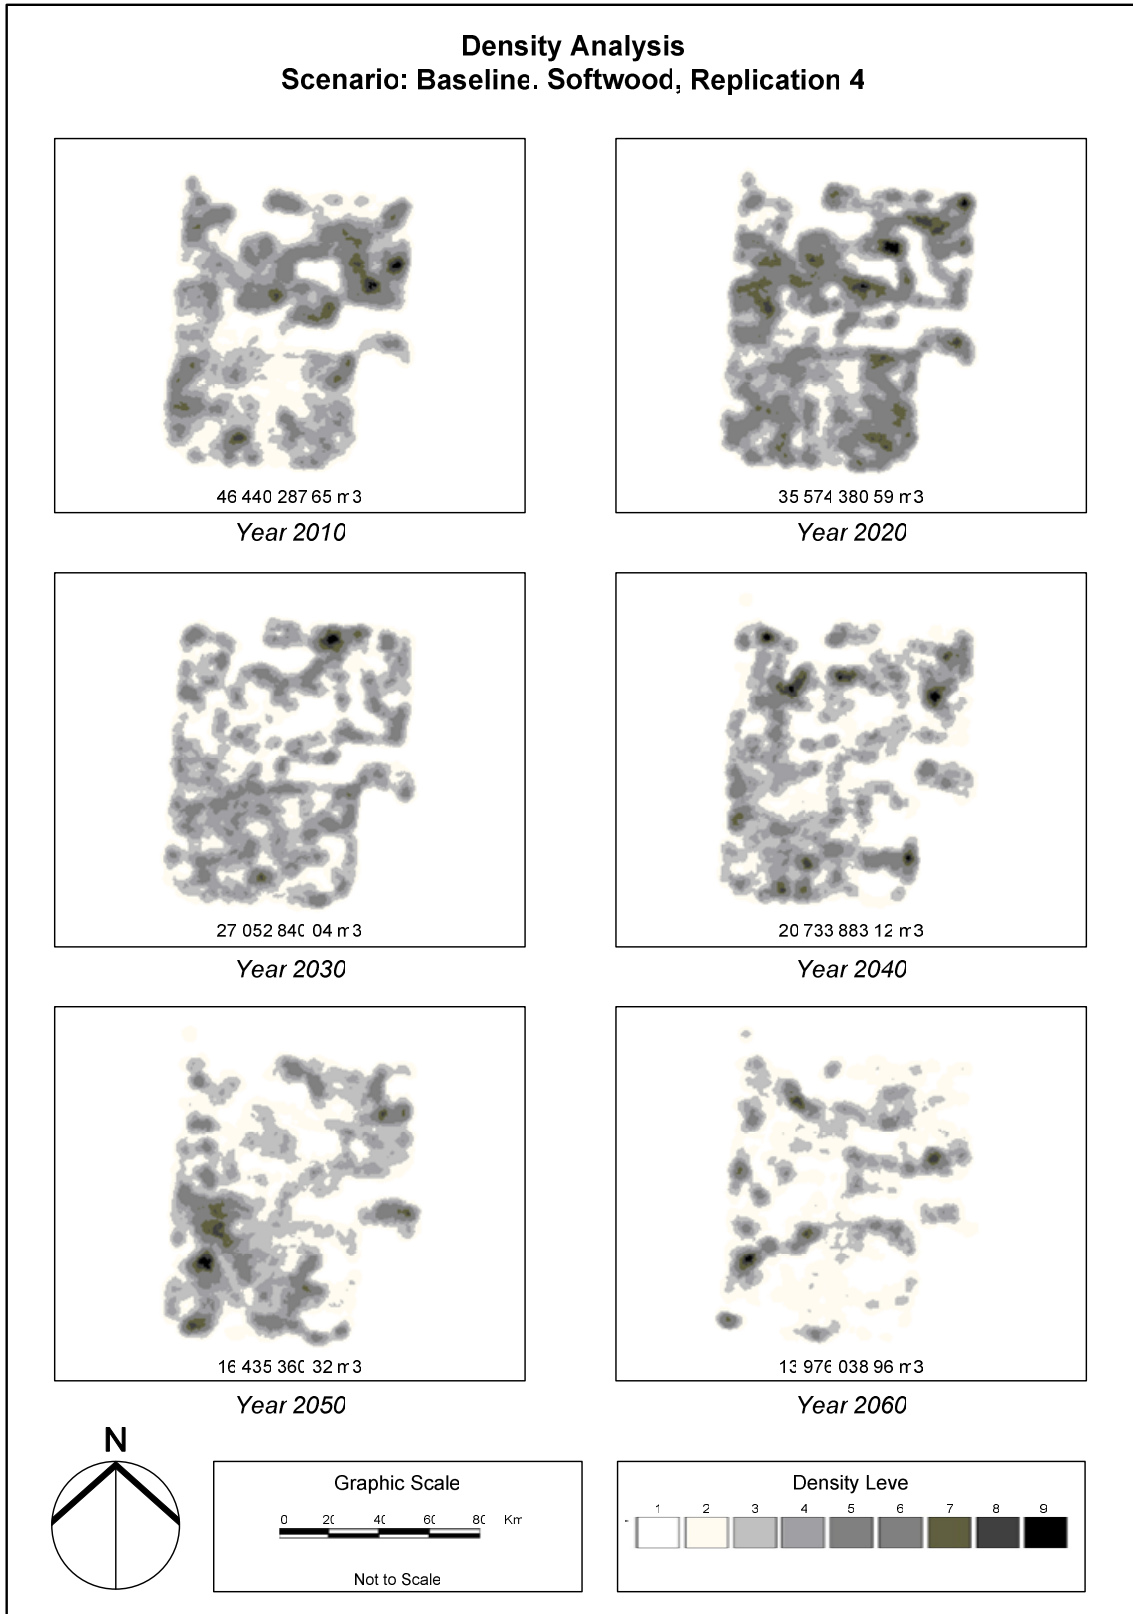 Density Analysis
Scenario: Baseline. Softwood, Replication 4
46 440 287 65 m3
35 574 380 59 m3
Year 2010
Year 2020
27 052 840 04 m3
20 733 883 12 m3
Year 2030
Year 2040
16 435 360 32 m3
13 976 038 96 m3
Year 2050
Year 2060
N
Graphic Scale
0 20 40 60 80 Km
Not to Scale
Density Leve
1 2 3 4 5 6 7 8 9